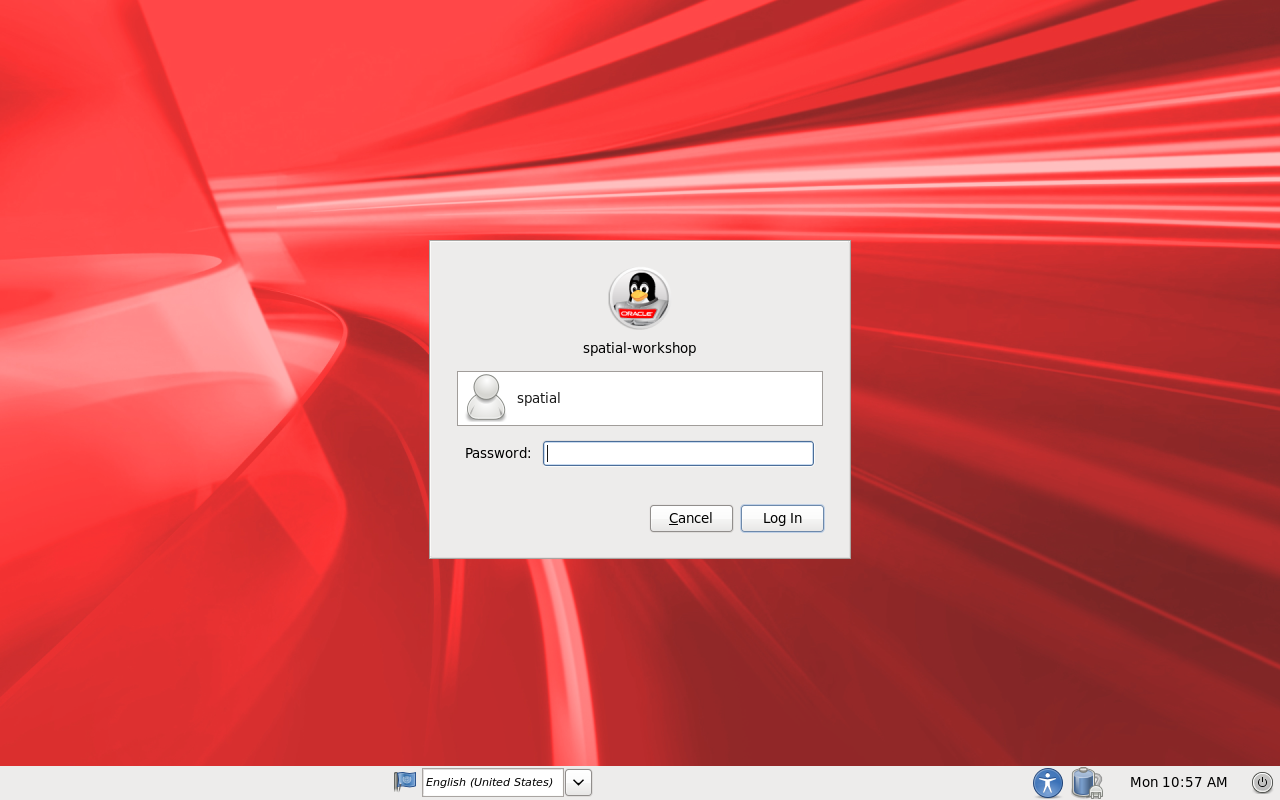 ORACLE
spatial-workshop
spatial
Password:
Cancel
Log In
English (United States)
Mon 10:57 AM